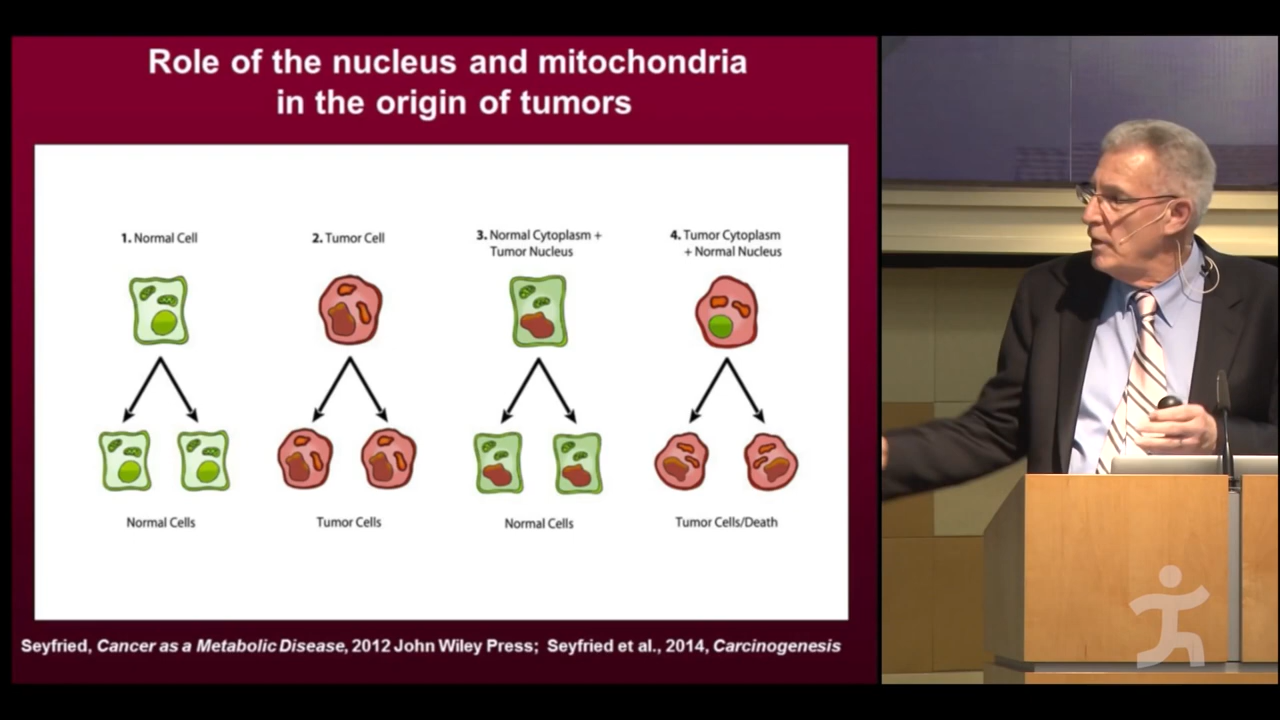 Role of the nucleus and mitochondria
in the origin of tumors
1. Normal Cell
2. Tumor Cell
3. Normal Cytoplasm +
Tumor Nucleus
4. Tumor Cytoplasm
+ Normal Nucleus
Normal Cells
Tumor Cells
Normal Cells
Tumor Cells/Death
Seyfried, Cancer as a Metabolic Disease, 2012 John Wiley Press; Seyfried et al., 2014, Carcinogenesis